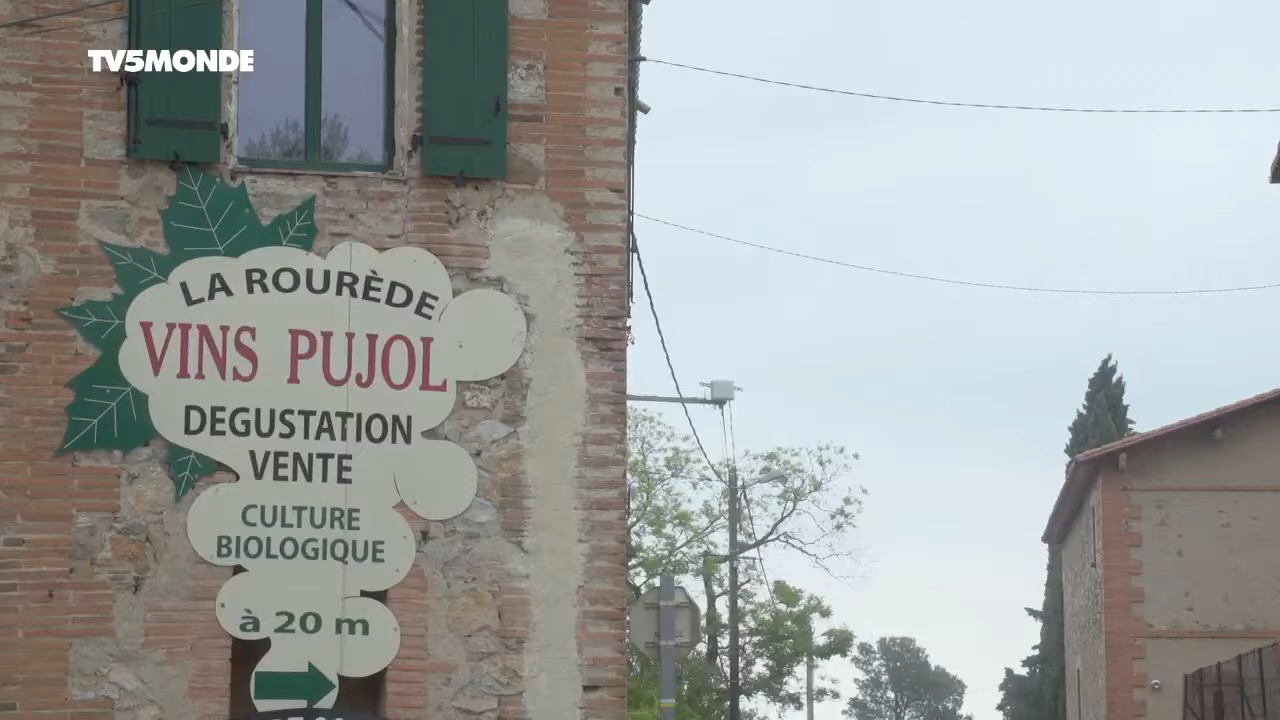 TV5MONDE
LA ROURÈDE
VINS PUJOL
DEGUSTATION
VENTE
CULTURE
BIOLOGIQUE
à 20 m